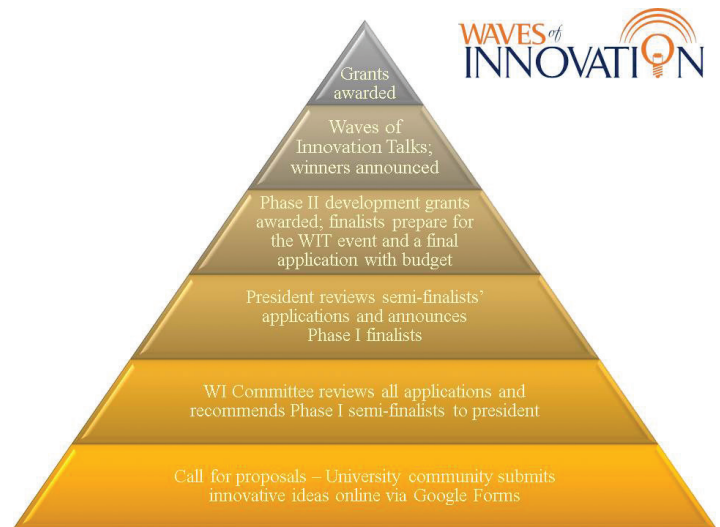 WAVES of
INNOVATION
Grants
awarded
Waves of
Innovation Talks;
winners announced
Phase II development grants
awarded; finalists prepare for
the WIT event and a final
application with budget
President reviews semi-finalists'
applications and announces
Phase I finalists
WI Committee reviews all applications and
recommends Phase I semi-finalists to president
Call for proposals – University community submits
innovative ideas online via Google Forms